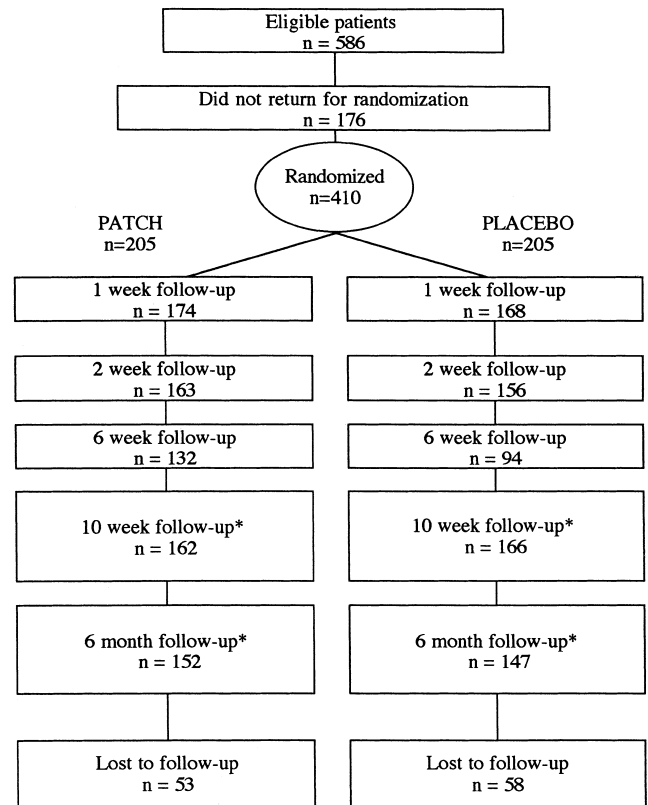 Eligible patients
n = 586
Did not return for randomization
n = 176
Randomized
n=410
PATCH
n=205
PLACEBO
n=205
1 week follow-up
n = 174
1 week follow-up
n = 168
2 week follow-up
n = 163
2 week follow-up
n = 156
6 week follow-up
n = 132
6 week follow-up
n = 94
10 week follow-up*
n = 162
10 week follow-up*
n = 166
6 month follow-up*
n = 152
6 month follow-up*
n = 147
Lost to follow-up
n = 53
Lost to follow-up
n = 58